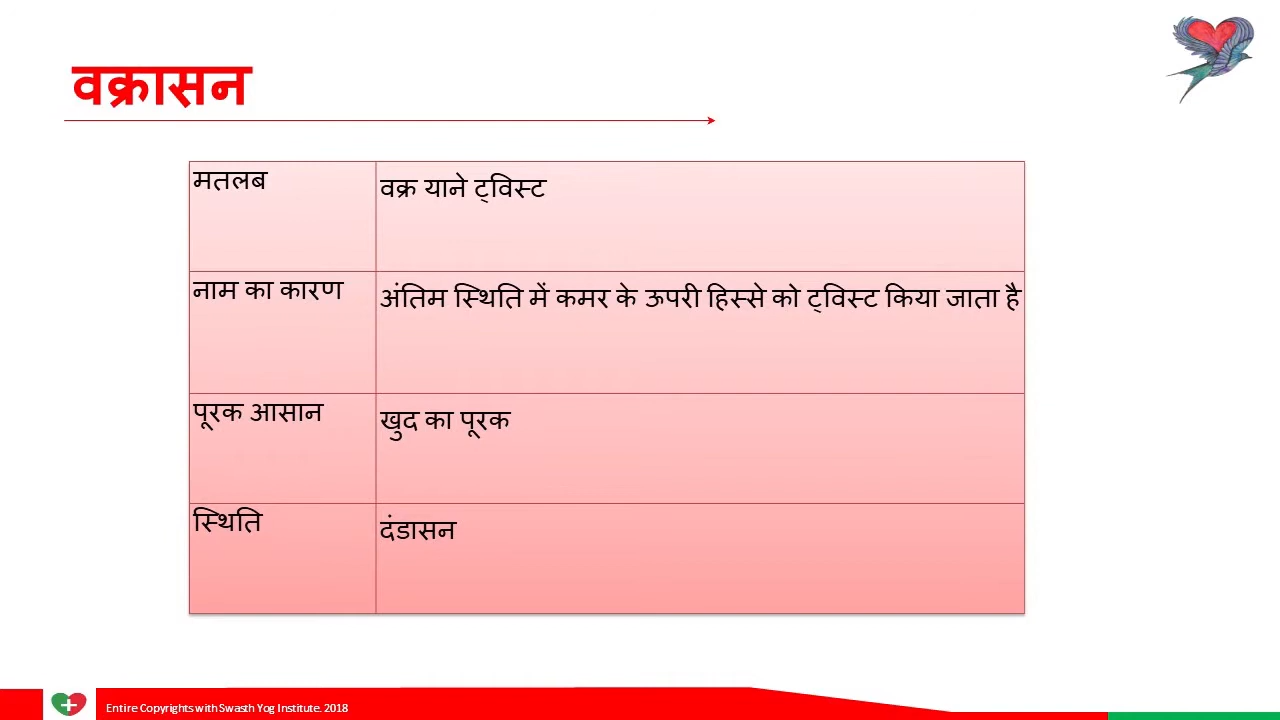 वक्रासन
मतलब
वक्र याने ट्विस्ट
नाम का कारण
अंतिम स्थिति में कमर के ऊपरी हिस्से को ट्विस्ट किया जाता है
पूरक आसान
खुद का पूरक
स्थिति
दंडासन
Entire Copyrights with Swasth Yog Institute. 2018